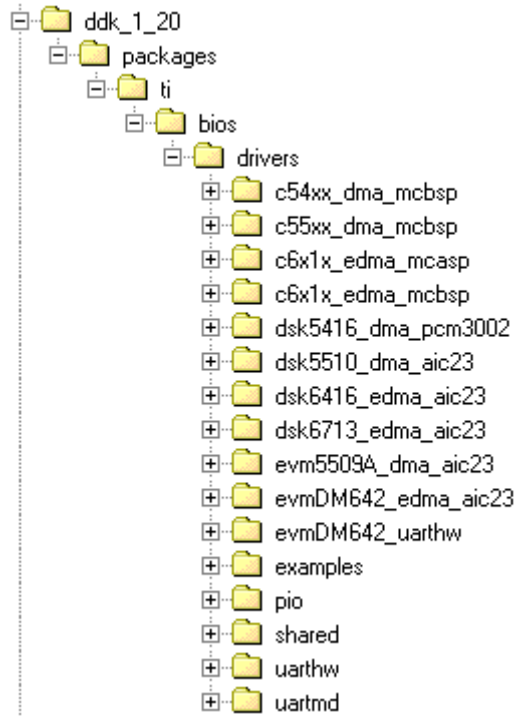 ddk_1_20
packages
ti
bios
drivers
c54xx_dma_mcbsp
c55xx_dma_mcbsp
c6x1x_edma_mcasp
c6x1x_edma_mcbsp
dsk5416_dma_pcm3002
dsk5510_dma_aic23
dsk6416_edma_aic23
dsk6713_edma_aic23
evm5509A_dma_aic23
evmDM642_edma_aic23
evmDM642_uarthw
examples
pio
shared
uarthw
uartmd